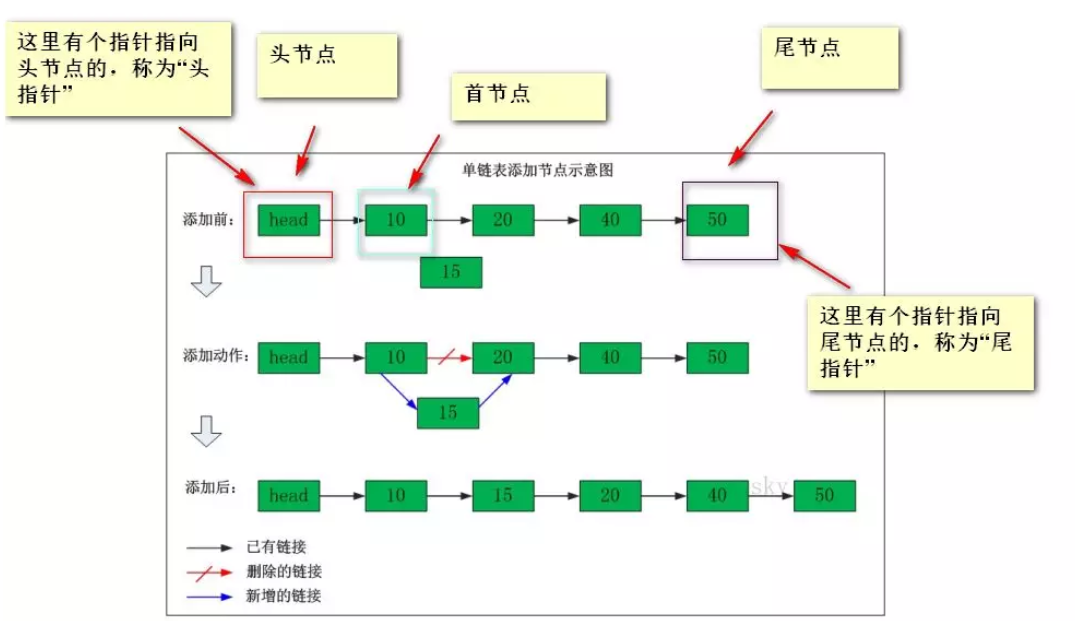 这里有个指针指向
头节点的，称为“头
指针”
头节点
首节点
尾节点
单链表添加节点示意图
添加前：
head
10
20
40
50
15
这里有个指针指向
尾节点的，称为“尾
指针”
添加动作：
head
10
20
40
50
15
添加后：
head
10
15
20
40
sky
50
已有链接
删除的链接
新增的链接